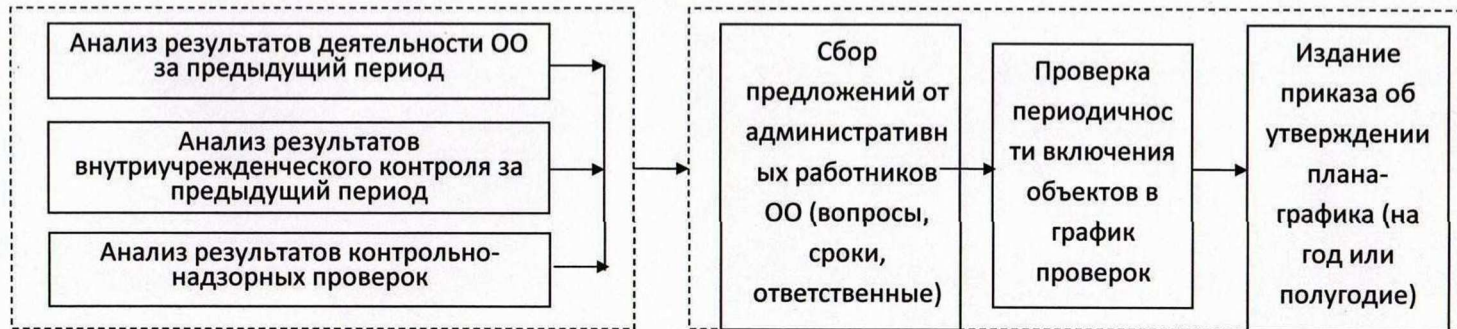 Анализ результатов деятельности ОО
за предыдущий период
Анализ результатов
внутриучрежденческого контроля за
предыдущий период
Анализ результатов контрольно-
надзорных проверок
Сбор
предложений от
административн
ых работников
ОО (вопросы,
сроки,
ответственные)
Проверка
периодичнос
ти включения
объектов в
график
проверок
Издание
приказа об
утверждении
плана-
графика (на
год или
полугодие)